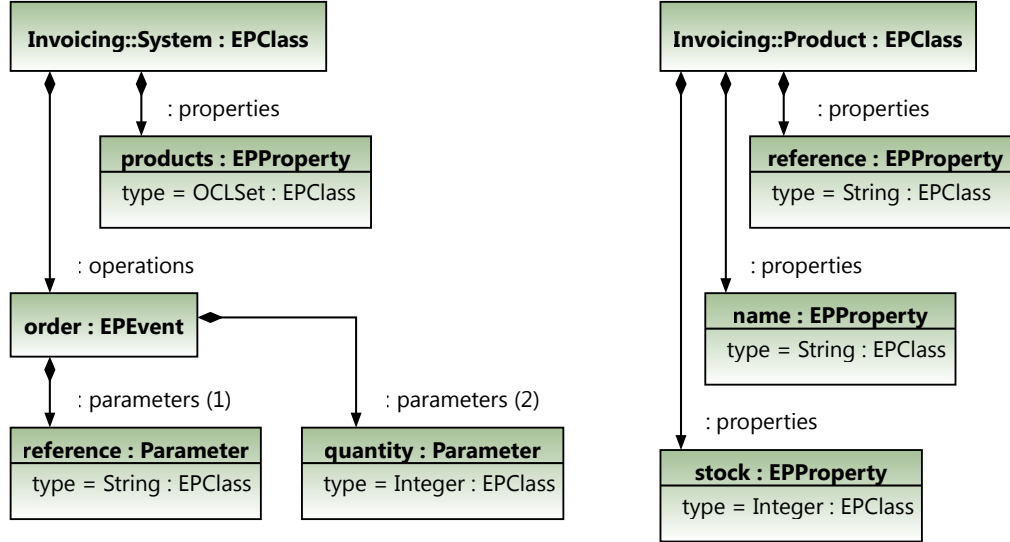 Invoicing::System : EPClass
: properties
products : EPProperty
type = OCLSet : EPClass
: operations
order : EPEvent
: parameters (1)
: parameters (2)
reference : Parameter
type = String : EPClass
quantity : Parameter
type = Integer : EPClass
Invoicing::Product : EPClass
: properties
reference : EPProperty
type = String : EPClass
: properties
name : EPProperty
type = String : EPClass
: properties
stock : EPProperty
type = Integer : EPClass